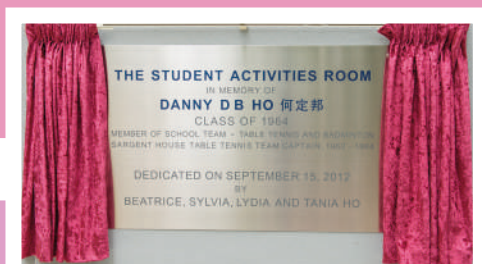 THE STUDENT ACTIVITIES ROOM
IN MEMORY OF
DANNY D B HO 何定邦
CLASS OF 1964
MEMBER OF SCHOOL TEAM - TABLE TENNIS AND BADMINTON
SARGENT HOUSE TABLE TENNIS TEAM CAPTAIN
DEDICATED ON SEPTEMBER 15, 2012
BY
BEATRICE, SYLVIA, LYDIA AND TANIA HO